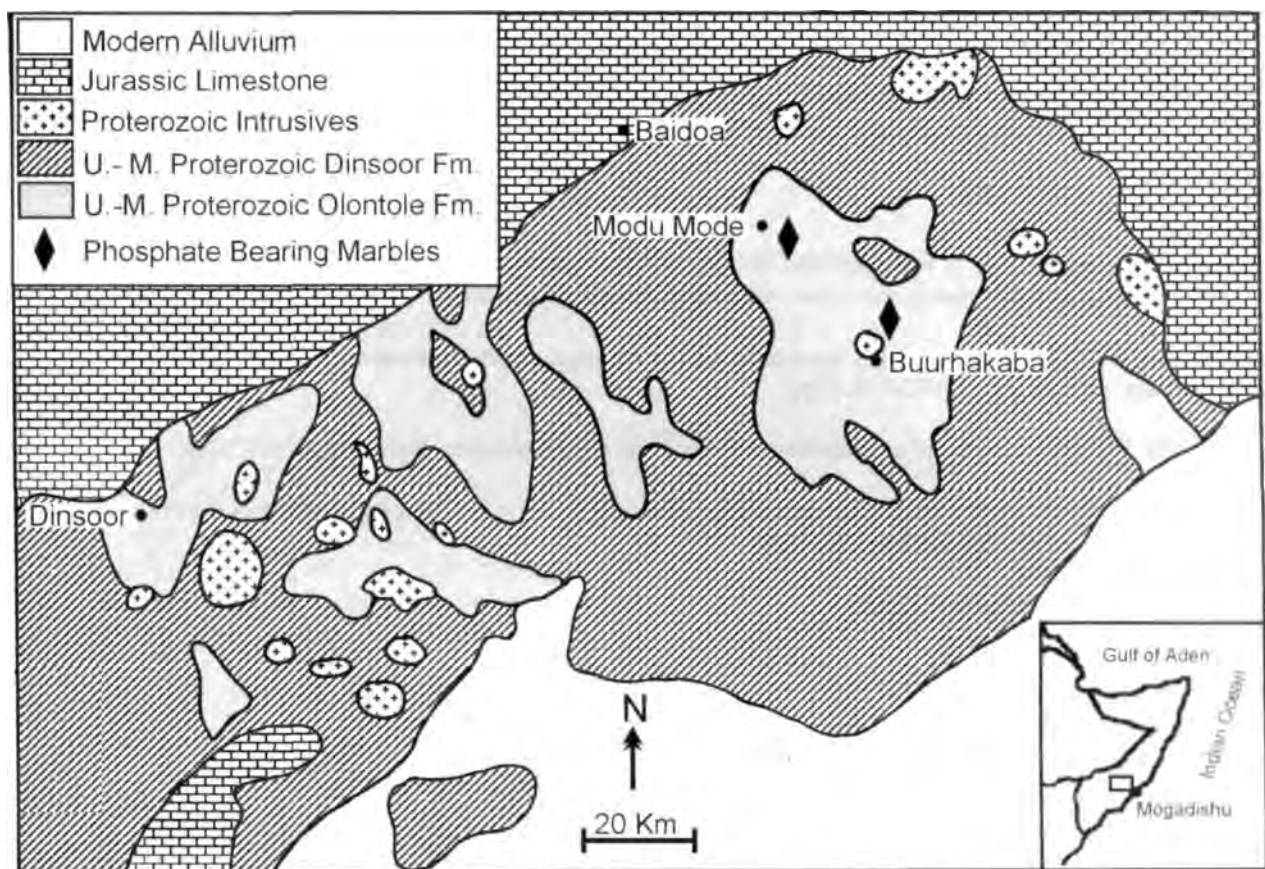 Modern Alluvium
Jurassic Limestone
Proterozoic Intrusives
U.- M. Proterozoic Dinsoor Fm.
U.-M. Proterozoic Olontole Fm.
Phosphate Bearing Marbles
Baidoa
Modu Mode
Buurhakaba
Dinsoor
N
20 Km
Gulf of Aden
Indian Ocean
Mogadishu